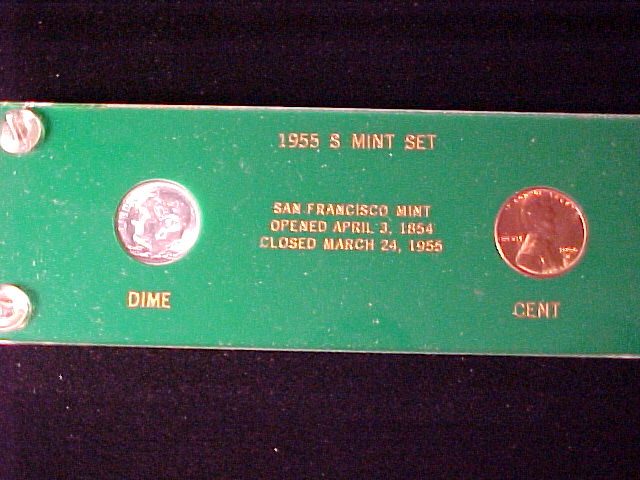 1955 S MINT SET
SAN FRANCISCO MINT
OPENED APRIL 3, 1854
CLOSED MARCH 24, 1955
DIME
CENT